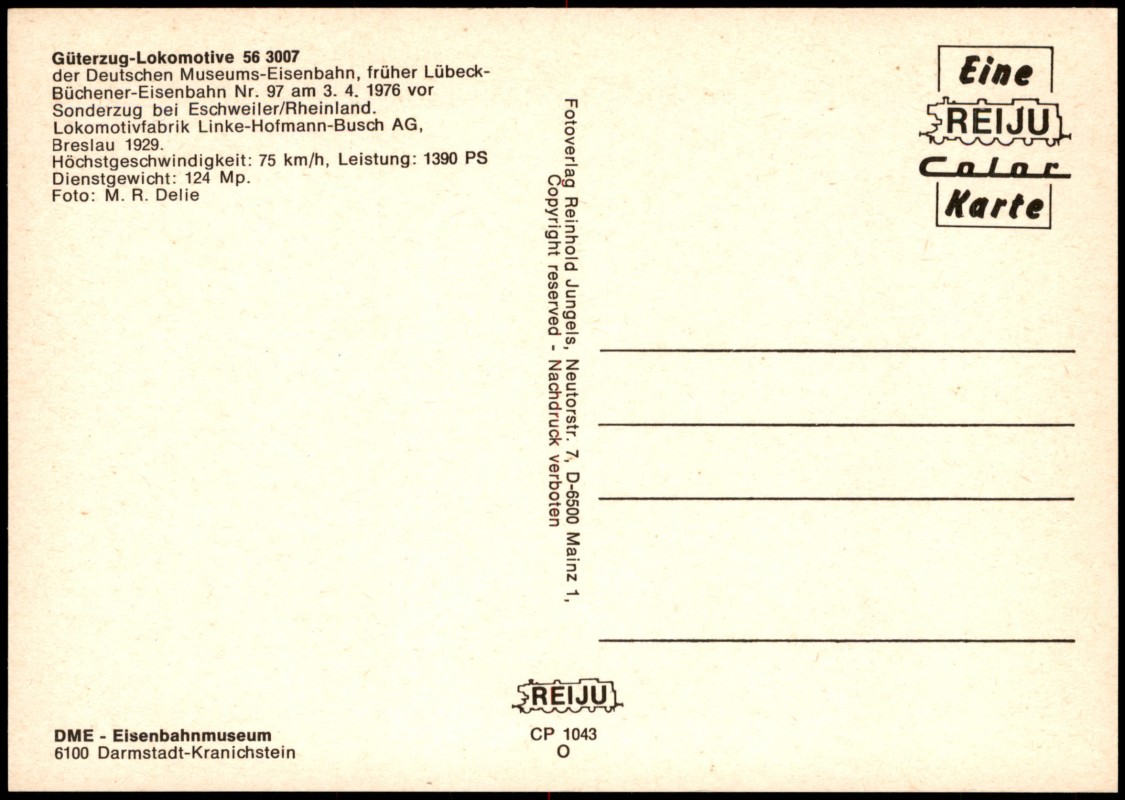 Güterzug-Lokomotive 56 3007
der Deutschen Museums-Eisenbahn, früher Lübeck-
Büchener-Eisenbahn Nr. 97 am 3. 4. 1976 vor
Sonderzug bei Eschweiler/Rheinland.
Lokomotivfabrik Linke-Hofmann-Busch AG,
Breslau 1929.
Höchstgeschwindigkeit: 75 km/h, Leistung: 1390 PS
Dienstgewicht: 124 Mp.
Foto: M. R. Delie
DME - Eisenbahnmuseum
6100 Darmstadt-Kranichstein
Fotoverlag Reinhold Jungels, Neutorstr. 7, D-6500 Mainz 1,
Copyright reserved - Nachdruck verboten
REIJU
CP 1043
O
Eine
REIJU
Color
Karte